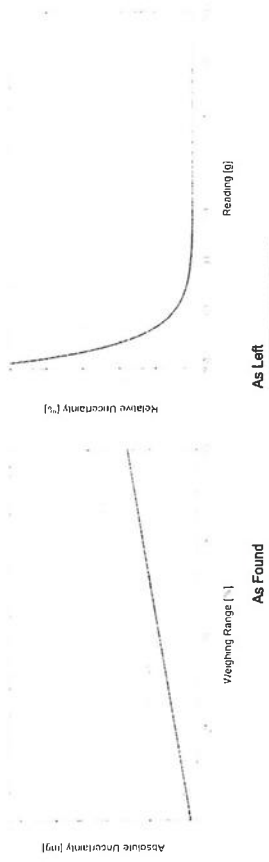 Absolute Uncertainty [mg]
Weighing Range [%]
As Found
Relative Uncertainty [%]
Reading [g]
As Left